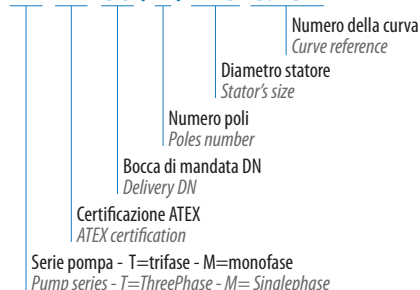 Numero della curva
Curve reference
Diametro statore
Stator's size
Numero poli
Poles number
Bocca di mandata DN
Delivery DN
Certificazione ATEX
ATEX certification
Serie pompa - T=trifase - M=monofase
Pump series - T=ThreePhase - M= Singlephase